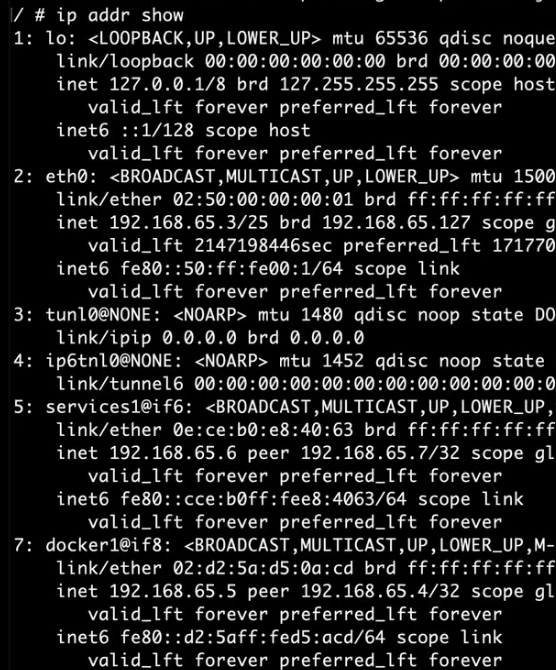 / # ip addr show
1: lo: <LOOPBACK,UP,LOWER_UP> mtu 65536 qdisc noque
link/loopback 00:00:00:00:00:00 brd 00:00:00:00
inet 127.0.0.1/8 brd 127.255.255.255 scope host
valid_lft forever preferred_lft forever
inet6 ::1/128 scope host
valid_lft forever preferred_lft forever
2: eth0: <BROADCAST,MULTICAST,UP,LOWER_UP> mtu 1500
link/ether 02:50:00:00:00:01 brd ff:ff:ff:ff:ff
inet 192.168.65.3/25 brd 192.168.65.127 scope g
valid_lft 2147198446sec preferred_lft 171770
inet6 fe80::50:ff:fe00:1/64 scope link
valid_lft forever preferred_lft forever
3: tunl0@NONE: <NOARP> mtu 1480 qdisc noop state DO
link/ipip 0.0.0.0 brd 0.0.0.0
4: ip6tnl0@NONE: <NOARP> mtu 1452 qdisc noop state
link/tunnel6 00:00:00:00:00:00:00:00:00:00:00:0
5: services1@if6: <BROADCAST,MULTICAST,UP,LOWER_UP,
link/ether 0e:ce:b0:e8:40:63 brd ff:ff:ff:ff:ff
inet 192.168.65.6 peer 192.168.65.7/32 scope gl
valid_lft forever preferred_lft forever
inet6 fe80::cce:b0ff:fee8:4063/64 scope link
valid_lft forever preferred_lft forever
7: docker1@if8: <BROADCAST,MULTICAST,UP,LOWER_UP,M-
link/ether 02:d2:5a:d5:0a:cd brd ff:ff:ff:ff:ff
inet 192.168.65.5 peer 192.168.65.4/32 scope gl
valid_lft forever preferred_lft forever
inet6 fe80::d2:5aff:fed5:acd/64 scope link
valid_lft forever preferred_lft forever